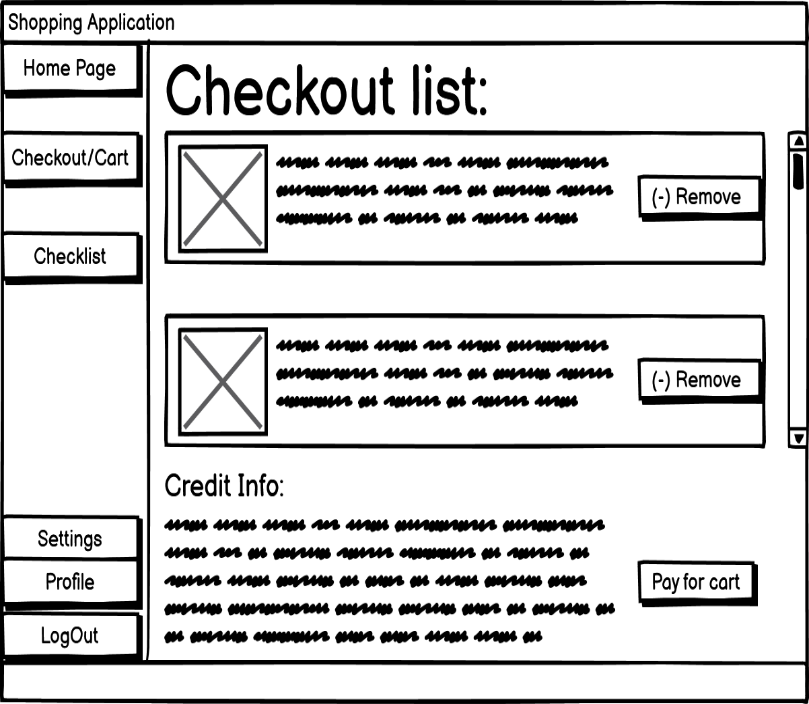 Shopping Application
Home Page
Checkout/Cart
Checklist
Settings
Profile
LogOut
Checkout list:
(-) Remove
(-) Remove
Credit Info:
Pay for cart